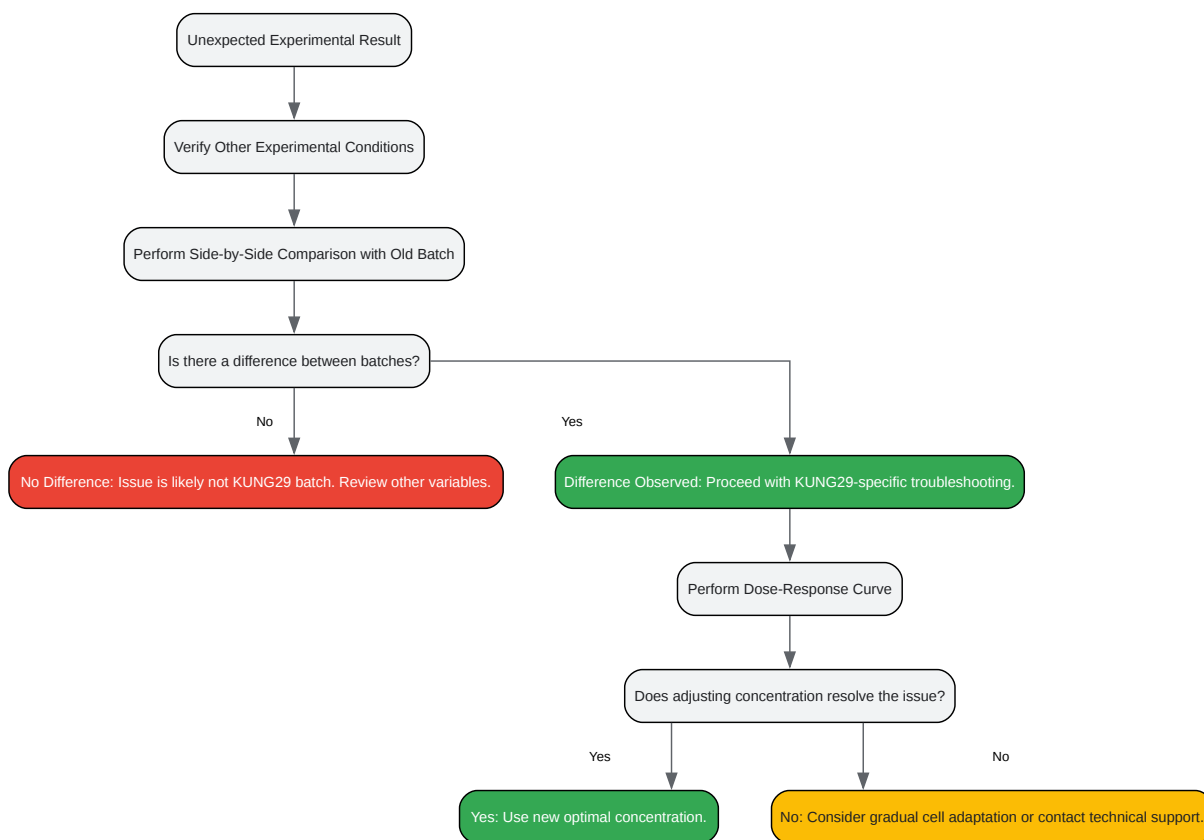 Unexpected Experimental Result
Verify Other Experimental Conditions
Perform Side-by-Side Comparison with Old Batch
Is there a difference between batches?
No
Yes
No Difference: Issue is likely not KUNG29 batch. Review other variables.
Difference Observed: Proceed with KUNG29-specific troubleshooting.
Perform Dose-Response Curve
Does adjusting concentration resolve the issue?
Yes
No
Yes: Use new optimal concentration.
No: Consider gradual cell adaptation or contact technical support.